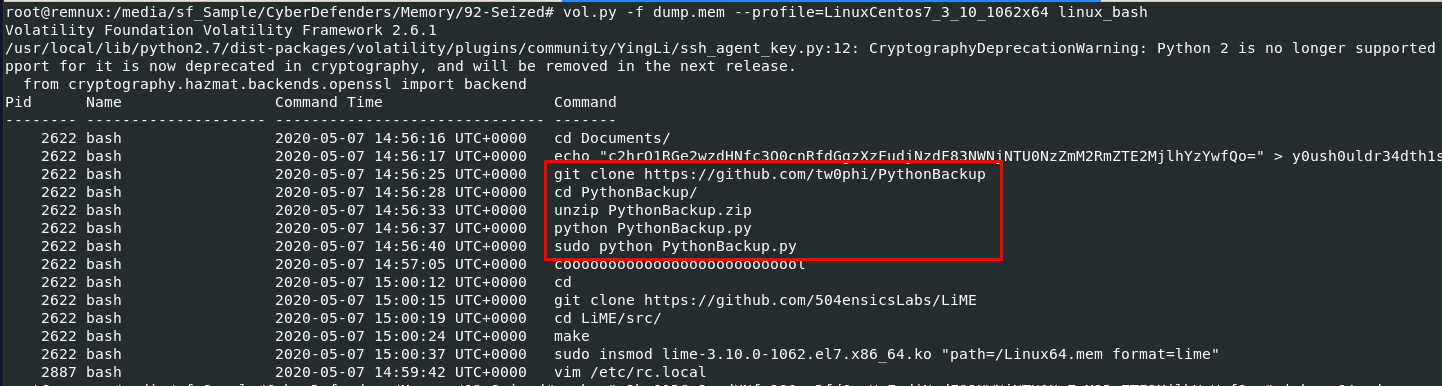 root@remnux:/media/sf_Sample/CyberDefenders/Memory/92-Seized# vol.py -f dump.mem --profile=LinuxCentos7_3_10_1062x64 linux_bash
Volatility Foundation Volatility Framework 2.6.1
/usr/local/lib/python2.7/dist-packages/volatility/plugins/community/YingLi/ssh_agent_key.py:12: CryptographyDeprecationWarning: Python 2 is no longer supported
pport for it is now deprecated in cryptography, and will be removed in the next release.
  from cryptography.hazmat.backends.openssl import backend
Pid      Name                 Command Time                   Command
-------- -------------------- ------------------------------ -------
    2622 bash                 2020-05-07 14:56:16 UTC+0000   cd Documents/
    2622 bash                 2020-05-07 14:56:17 UTC+0000   echo > y0ush0uldr34dth1s
    2622 bash                 2020-05-07 14:56:25 UTC+0000   git clone https://github.com/tw0phi/PythonBackup
    2622 bash                 2020-05-07 14:56:28 UTC+0000   cd PythonBackup/
    2622 bash                 2020-05-07 14:56:33 UTC+0000   unzip PythonBackup.zip
    2622 bash                 2020-05-07 14:56:37 UTC+0000   python PythonBackup.py
    2622 bash                 2020-05-07 14:56:40 UTC+0000   sudo python PythonBackup.py
    2622 bash                 2020-05-07 14:57:05 UTC+0000   coooooooooooooooooooooooooool
    2622 bash                 2020-05-07 15:00:12 UTC+0000   cd
    2622 bash                 2020-05-07 15:00:15 UTC+0000   git clone https://github.com/504ensicsLabs/LiME
    2622 bash                 2020-05-07 15:00:19 UTC+0000   cd LiME/src/
    2622 bash                 2020-05-07 15:00:24 UTC+0000   make
    2622 bash                 2020-05-07 15:00:37 UTC+0000   sudo insmod lime-3.10.0-1062.el7.x86_64.ko "path=/Linux64.mem format=lime"
    2887 bash                 2020-05-07 14:59:42 UTC+0000   vim /etc/rc.local